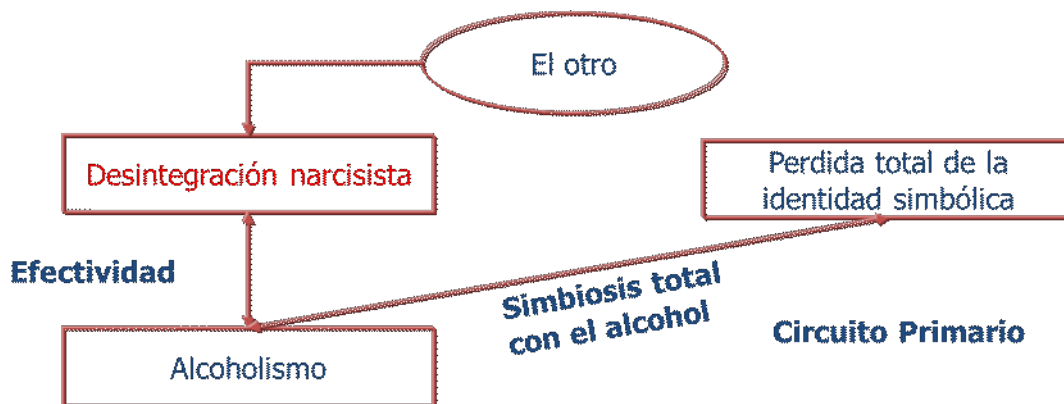 El otro
Desintegración narcisista
Perdida total de la
identidad simbólica
Efectividad
Simbiosis total
con el alcohol
Circuito Primario
Alcoholismo